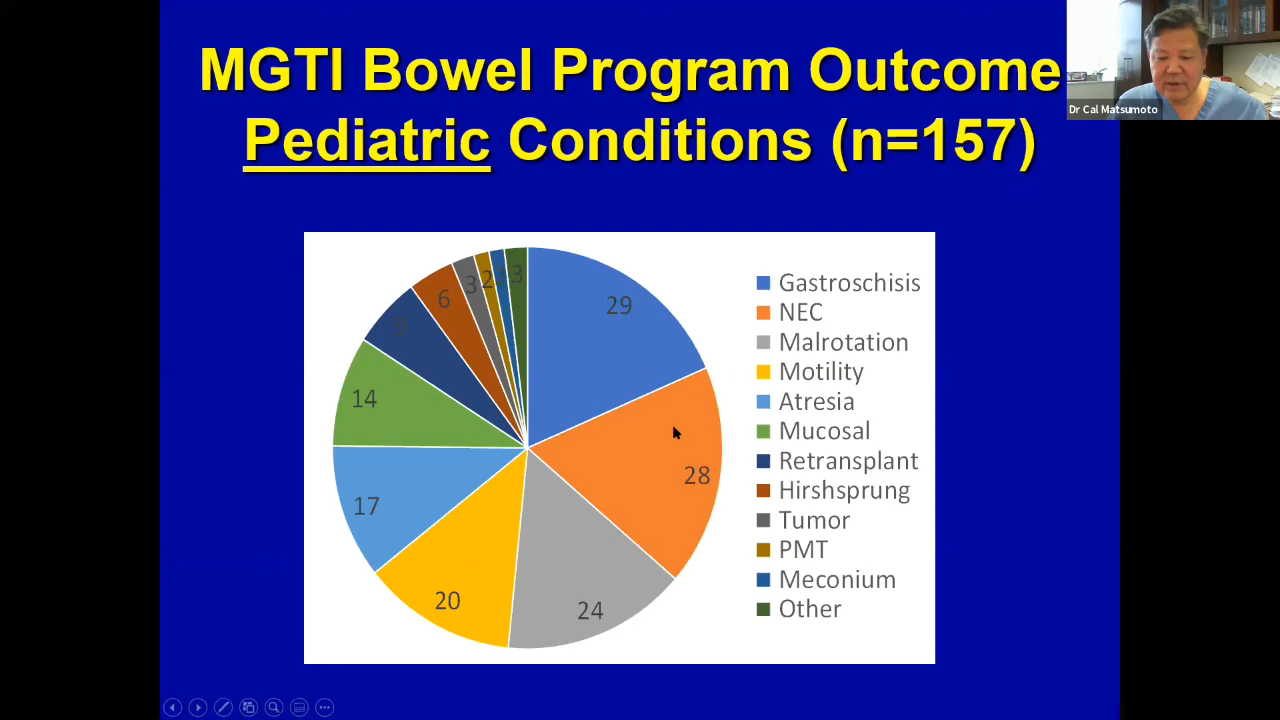 MGTI Bowel Program Outcome
Pediatric Conditions (n=157)
Dr Cal Matsumoto
29
28
24
20
17
14
6
3
2
3
Gastroschisis
NEC
Malrotation
Motility
Atresia
Mucosal
Retransplant
Hirshsprung
Tumor
PMT
Meconium
Other